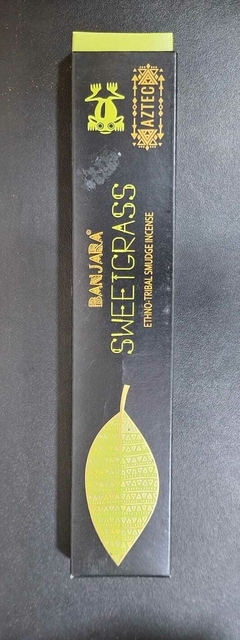 AZTEC
BANJARA®
SWEETGRASS
ETHNO-TRIBAL SMUDGE INCENSE